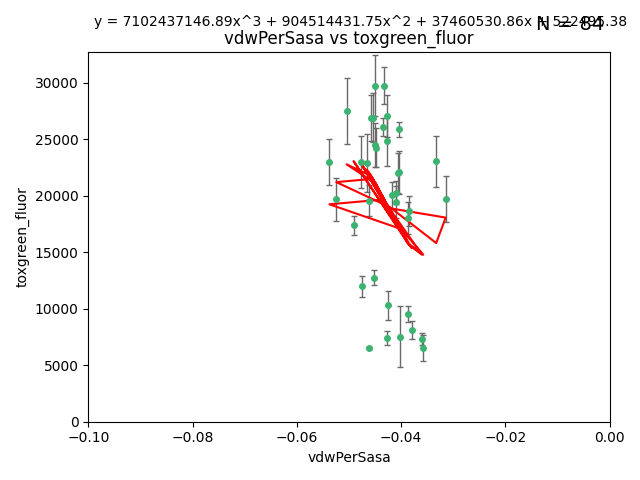 y = 7102437146.89x^3 + 904514431.75x^2 + 37460530.86x + 522495.38
N = 84
vdwPerSasa vs toxgreen_fluor
30000
25000
20000
15000
10000
5000
0
toxgreen_fluor
−0.10
−0.08
−0.06
−0.04
−0.02
0.00
vdwPerSasa